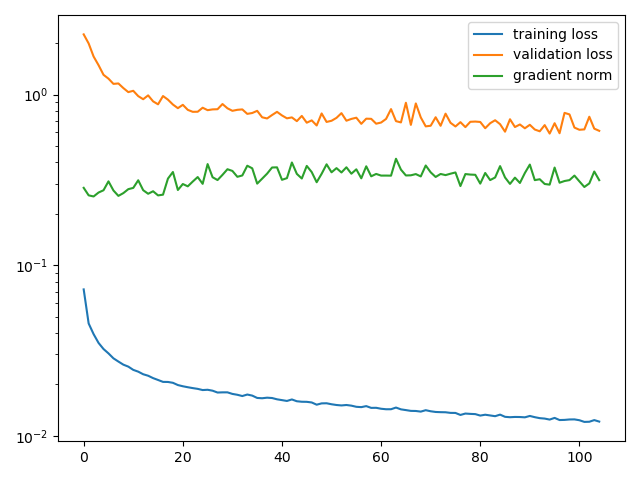 training loss
validation loss
gradient norm
10⁰
10⁻¹
10⁻²
0 20 40 60 80 100